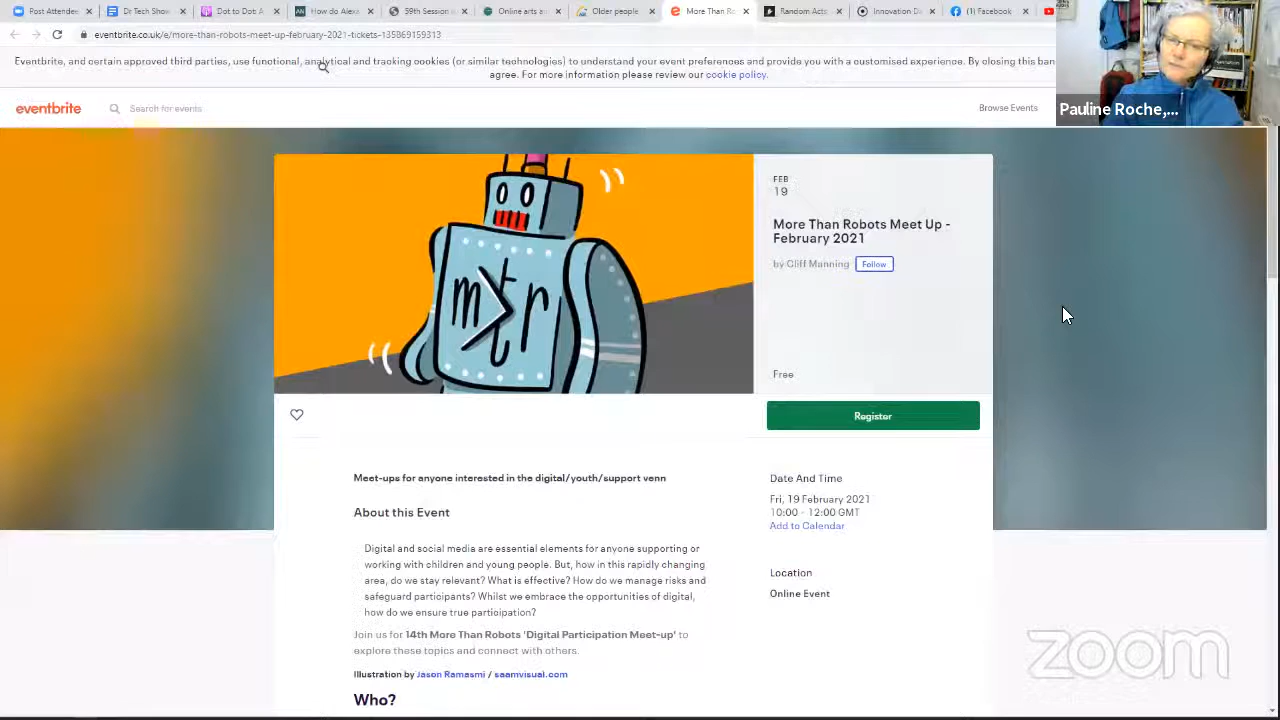 Post Attende
Dr Tech Show
Dot to Dot A
How do Alex
59th Session o
Online arts a
Older people
More Than Ro
Random Acts
Innovation D
(1) Facebook
eventbrite.co.uk/e/more-than-robots-meet-up-february-2021-tickets-135869159313
Eventbrite, and certain approved third parties, use functional, analytical and tracking cookies (or similar technologies) to understand your event preferences and provide you with a customised experience. By closing this ban
agree. For more information please review our cookie policy.
Pauline Roche,...
eventbrite
Search for events
Browse Events
m>tr
FEB
19
More Than Robots Meet Up -
February 2021
by Cliff Manning
Follow
Free
Register
Meet-ups for anyone interested in the digital/youth/support venn
About this Event
Digital and social media are essential elements for anyone supporting or
working with children and young people. But, how in this rapidly changing
area, do we stay relevant? What is effective? How do we manage risks and
safeguard participants? Whilst we embrace the opportunities of digital,
how do we ensure true participation?
Join us for 14th More Than Robots 'Digital Participation Meet-up' to
explore these topics and connect with others.
Illustration by Jason Ramasmi / saamvisual.com
Who?
Date And Time
Fri, 19 February 2021
10:00 - 12:00 GMT
Add to Calendar
Location
Online Event
zoom